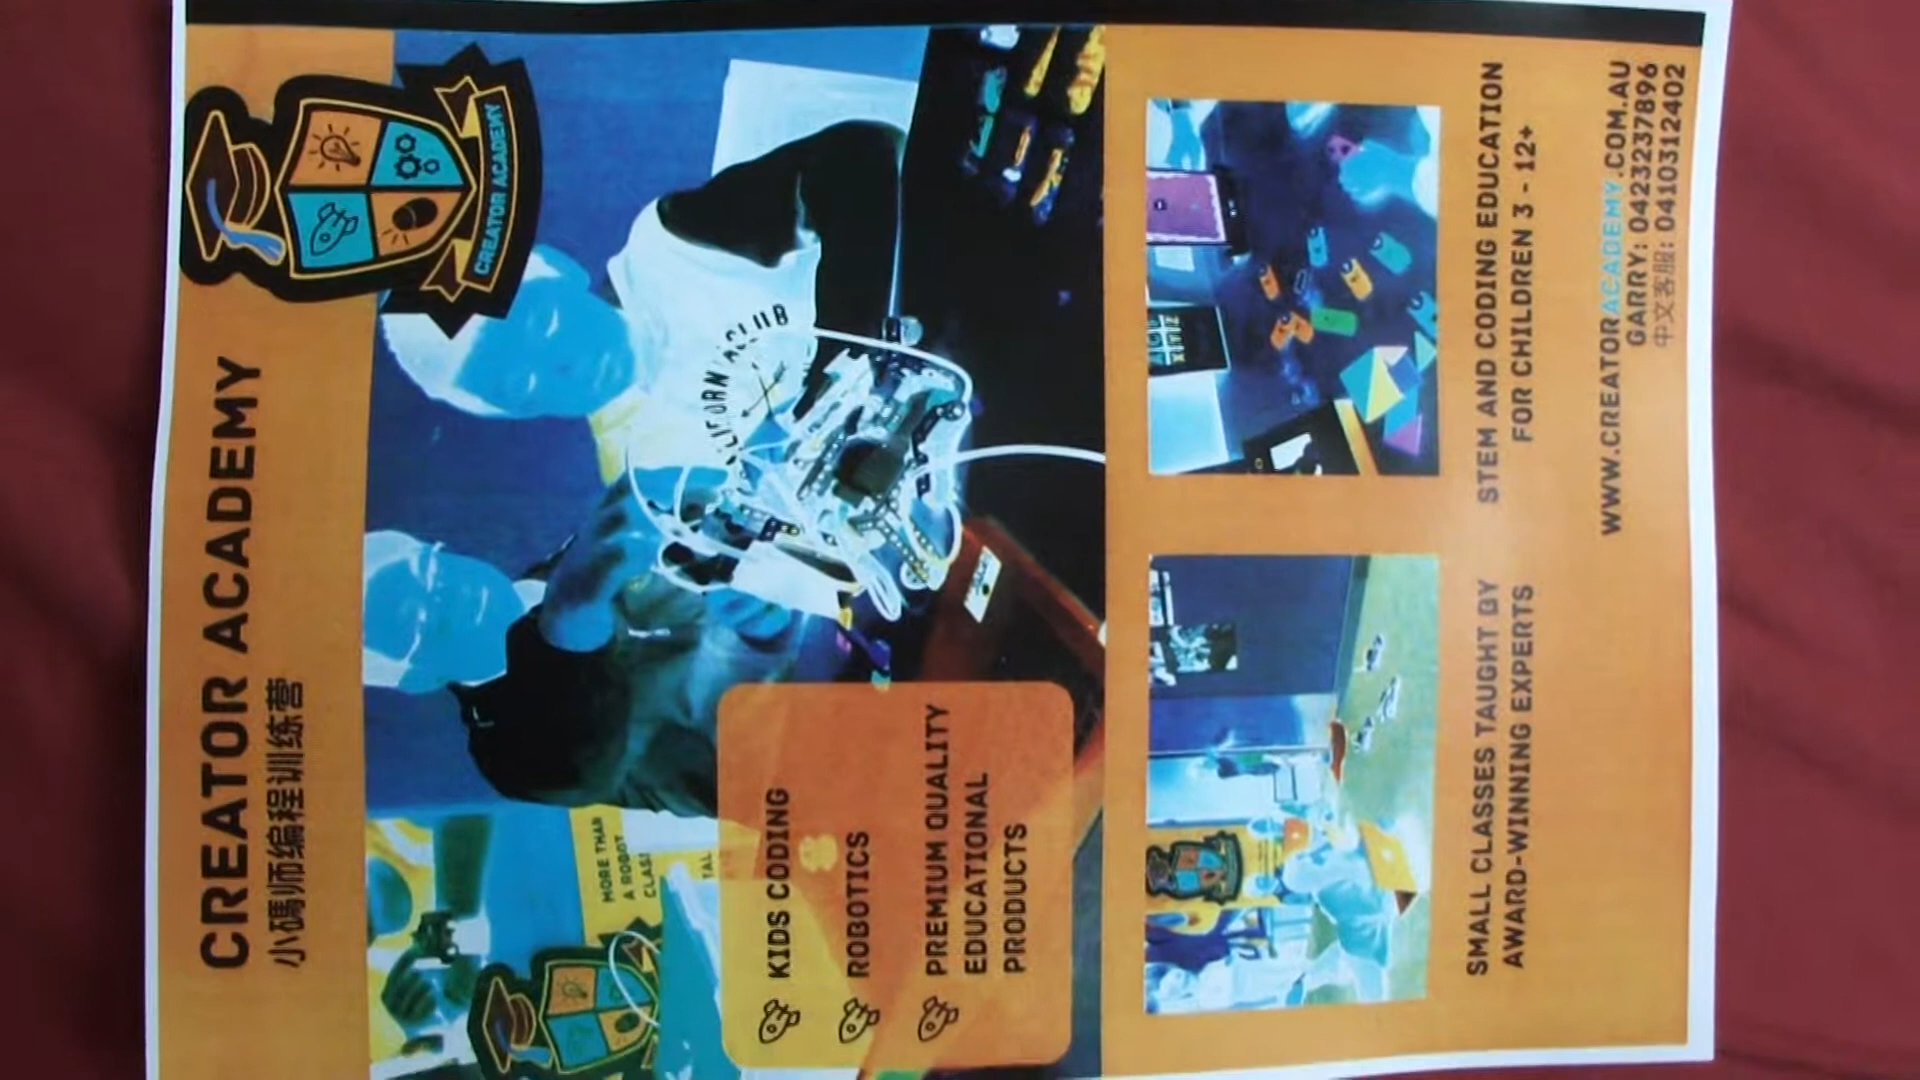 CREATOR ACADEMY
小碼师编程训练营
CREATOR ACADEMY
CALIFORNIA CLUB
MORE THAN
A ROBOT
KIDS CODING
ROBOTICS
PREMIUM QUALITY
EDUCATIONAL
PRODUCTS
SMALL CLASSES TAUGHT BY
AWARD-WINNING EXPERTS
STEM AND CODING EDUCATION
FOR CHILDREN 3 - 12+
WWW.CREATORACADEMY.COM.AU
GARRY: 0423237896
中文客服: 0410312402